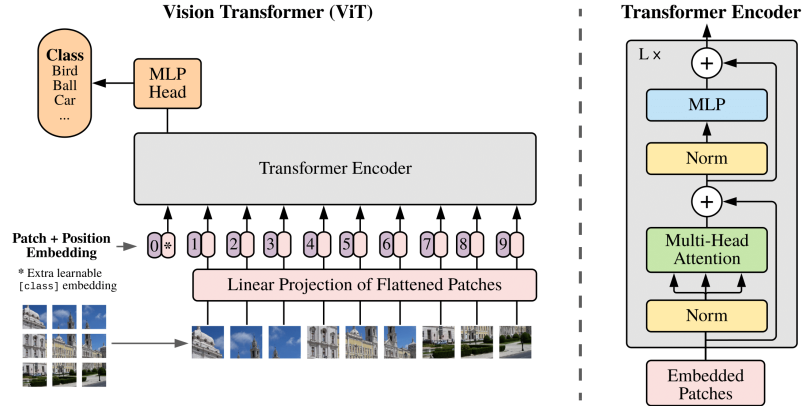 Vision Transformer (ViT)
Class
Bird
Ball
Car
...
MLP
Head
Transformer Encoder
0 * 1 2 3 4 5 6 7 8 9
Patch + Position
Embedding
* Extra learnable
[class] embedding
Linear Projection of Flattened Patches
Transformer Encoder
L ×
+
MLP
Norm
+
Multi-Head
Attention
Norm
Embedded
Patches